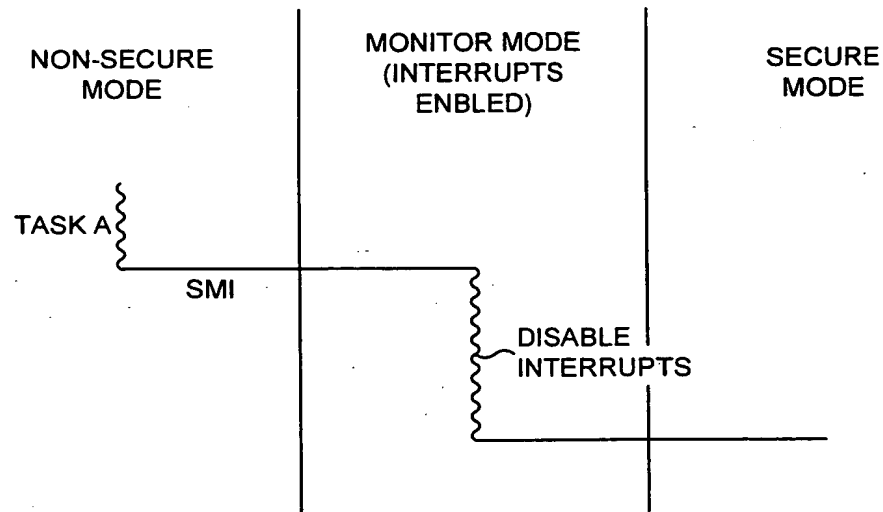 NON-SECURE
MODE
MONITOR MODE
(INTERRUPTS
ENBLED)
SECURE
MODE
TASK A
SMI
DISABLE
INTERRUPTS